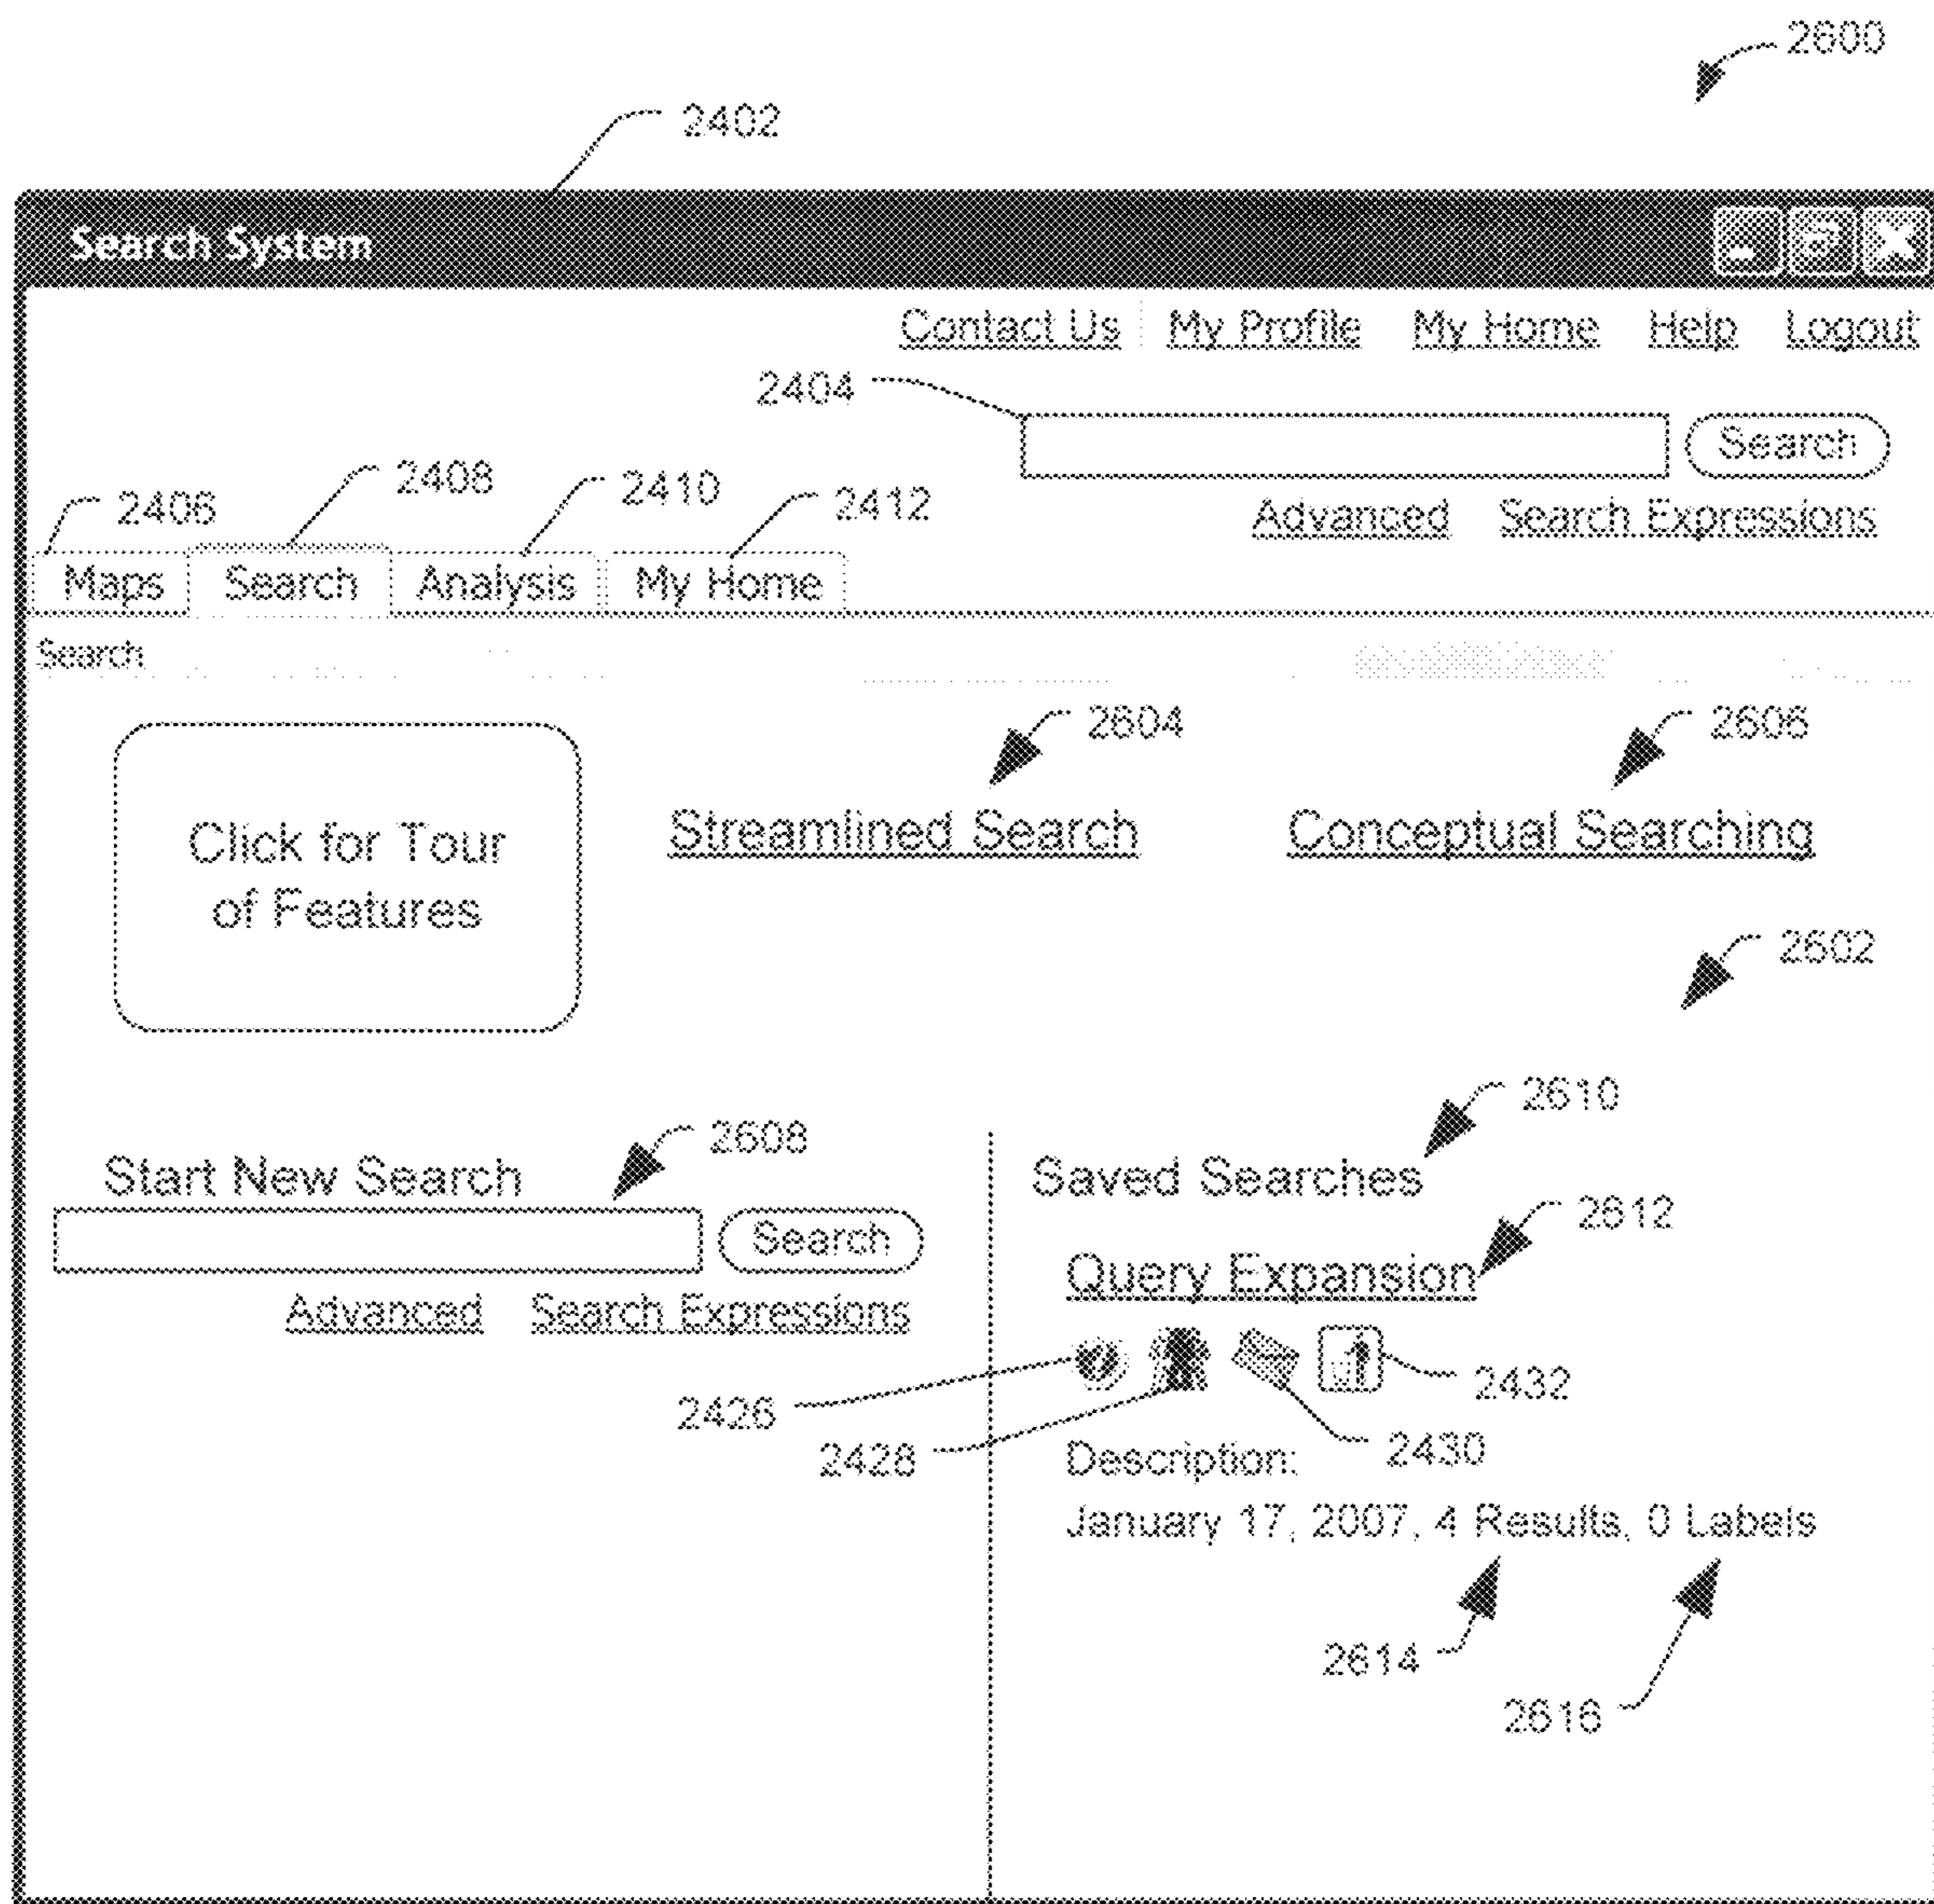 2600
2402
Search System
Contact Us My Profile My Home Help Logout
2404
Search
2406 2408 2410 2412
Advanced Search Expressions
Maps Search Analysis My Home
Search
2604 2606
Click for Tour
of Features
Streamlined Search Conceptual Searching
2602
2610
2608
Start New Search
Search
Advanced Search Expressions
Saved Searches
2612
Query Expansion
2426 2428 2430 2432
Description:
January 17, 2007, 4 Results, 0 Labels
2614
2616